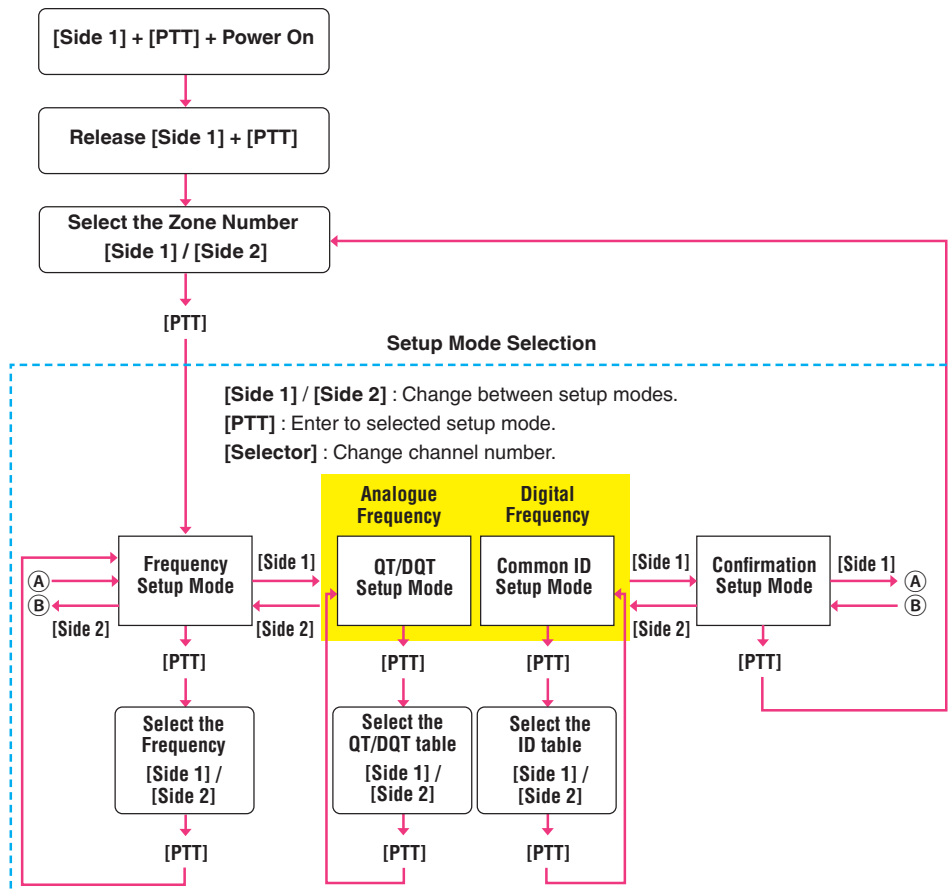 [Side 1] + [PTT] + Power On
Release [Side 1] + [PTT]
Select the Zone Number
[Side 1] / [Side 2]
[PTT]
Setup Mode Selection
[Side 1] / [Side 2] : Change between setup modes.
[PTT] : Enter to selected setup mode.
[Selector] : Change channel number.
Analogue
Frequency
Digital
Frequency
A
B
[Side 2]
Frequency
Setup Mode
[Side 1]
[Side 2]
QT/DQT
Setup Mode
Common ID
Setup Mode
[Side 1]
[Side 2]
Confirmation
Setup Mode
[Side 1]
A
B
[PTT]
[PTT]
[PTT]
[PTT]
Select the
Frequency
[Side 1] /
[Side 2]
Select the
QT/DQT table
[Side 1] /
[Side 2]
Select the
ID table
[Side 1] /
[Side 2]
[PTT]
[PTT]
[PTT]